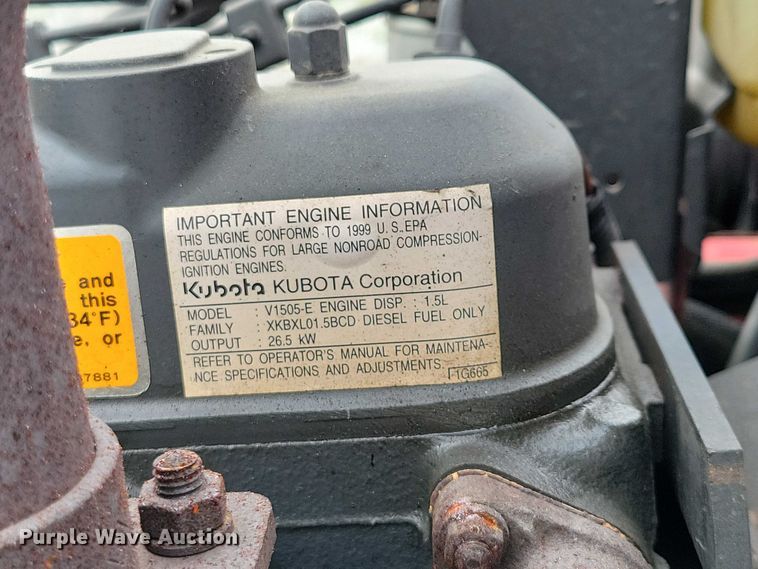 IMPORTANT ENGINE INFORMATION
THIS ENGINE CONFORMS TO 1999 U.S.EPA
REGULATIONS FOR LARGE NONROAD COMPRESSION-
IGNITION ENGINES.
Kubota KUBOTA Corporation
MODEL : V1505-E ENGINE DISP. : 1.5L
FAMILY : XKBXL01.5BCD DIESEL FUEL ONLY
OUTPUT : 26.5 kW
REFER TO OPERATOR'S MANUAL FOR MAINTENA-
NCE SPECIFICATIONS AND ADJUSTMENTS.
1G665
e and
this
34°F)
e, or
7881
Purple Wave Auction